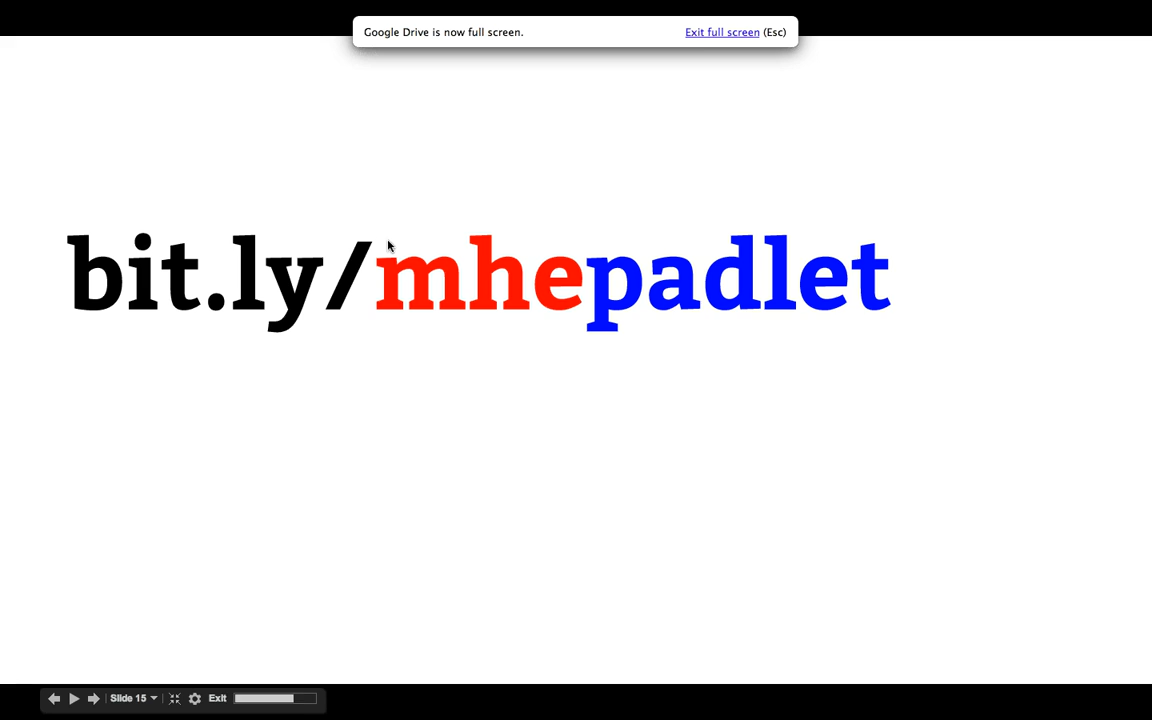 Google Drive is now full screen. Exit full screen (Esc)
bit.ly/mhepadlet
Slide 15 Exit